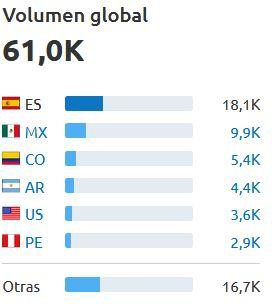 Volumen global
61,0K
ES 18,1K
MX 9,9K
CO 5,4K
AR 4,4K
US 3,6K
PE 2,9K
Otras 16,7K